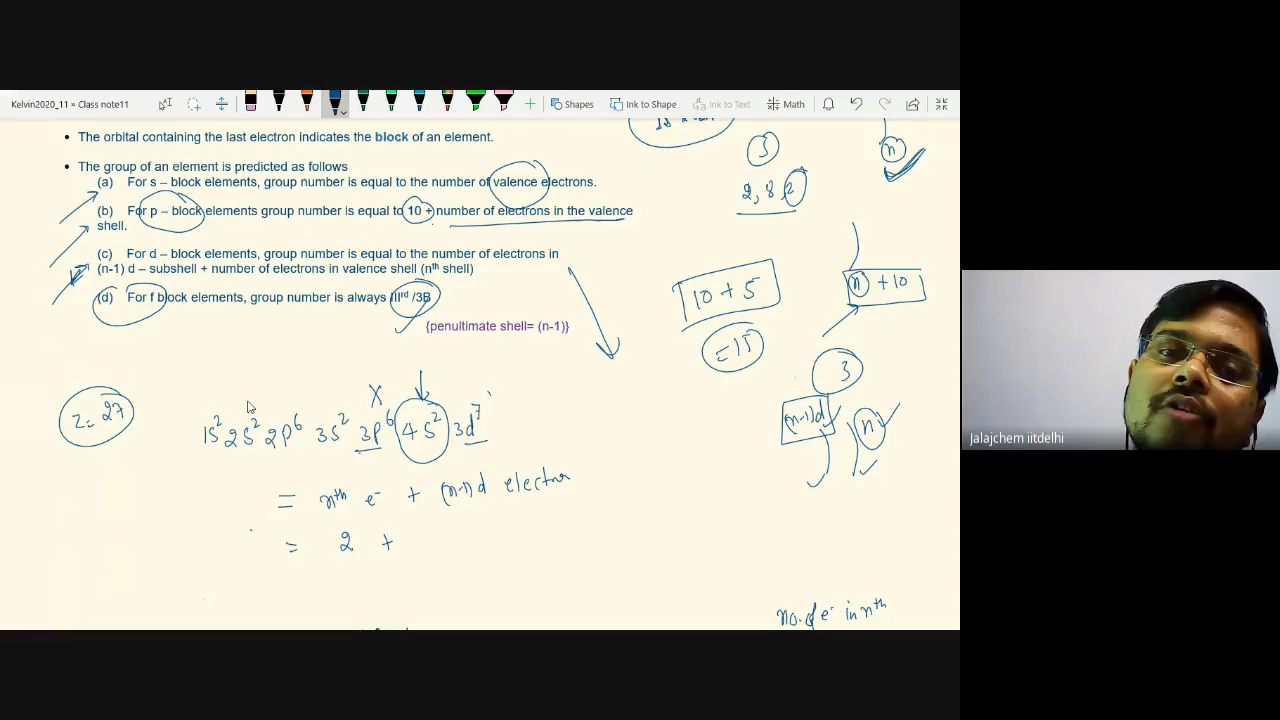 Kelvin2020_11 » Class note11
Shapes
Ink to Shape
Ink to Text
Math
• The orbital containing the last electron indicates the block of an element.
• The group of an element is predicted as follows
(a) For s – block elements, group number is equal to the number of valence electrons.
(b) For p – block elements group number is equal to 10 + number of electrons in the valence
shell.
(c) For d – block elements, group number is equal to the number of electrons in
(n-1) d – subshell + number of electrons in valence shell (nᵗʰ shell)
(d) For f block elements, group number is always IIIʳᵈ /3B
{penultimate shell= (n-1)}
3
2, 8, 2
n
10 + 5
= 15
n + 10
3
(n-1)d
n
Z = 27
X
1s² 2s² 2p⁶ 3s² 3p⁶ 4s² 3d⁷
= nᵗʰ e⁻ + (n-1)d electron
= 2 +
no. of e⁻ in nᵗʰ
Jalajchem iitdelhi